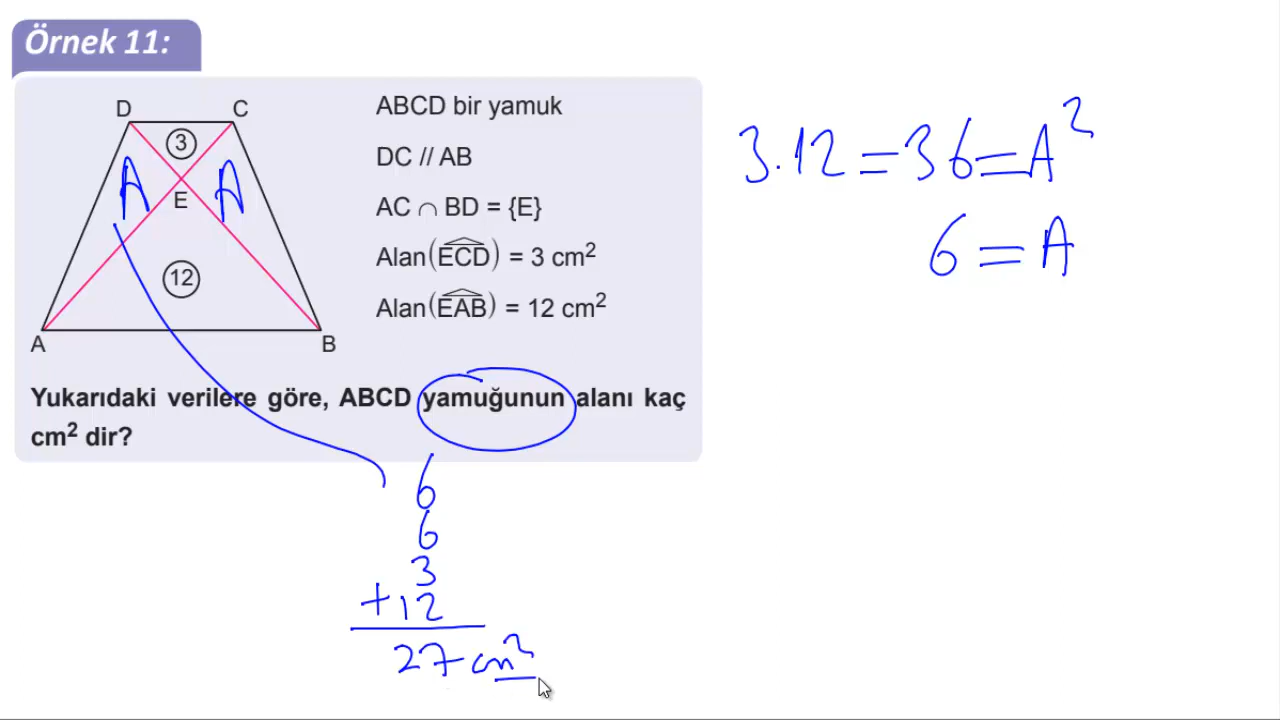 Örnek 11:
D C
3
A E A
12
A B
ABCD bir yamuk
DC // AB
AC ∩ BD = {E}
Alan(ECD) = 3 cm²
Alan(EAB) = 12 cm²
Yukarıdaki verilere göre, ABCD yamuğunun alanı kaç
cm² dir?
3.12=36=A²
6=A
6
6
3
+12
27 cm²